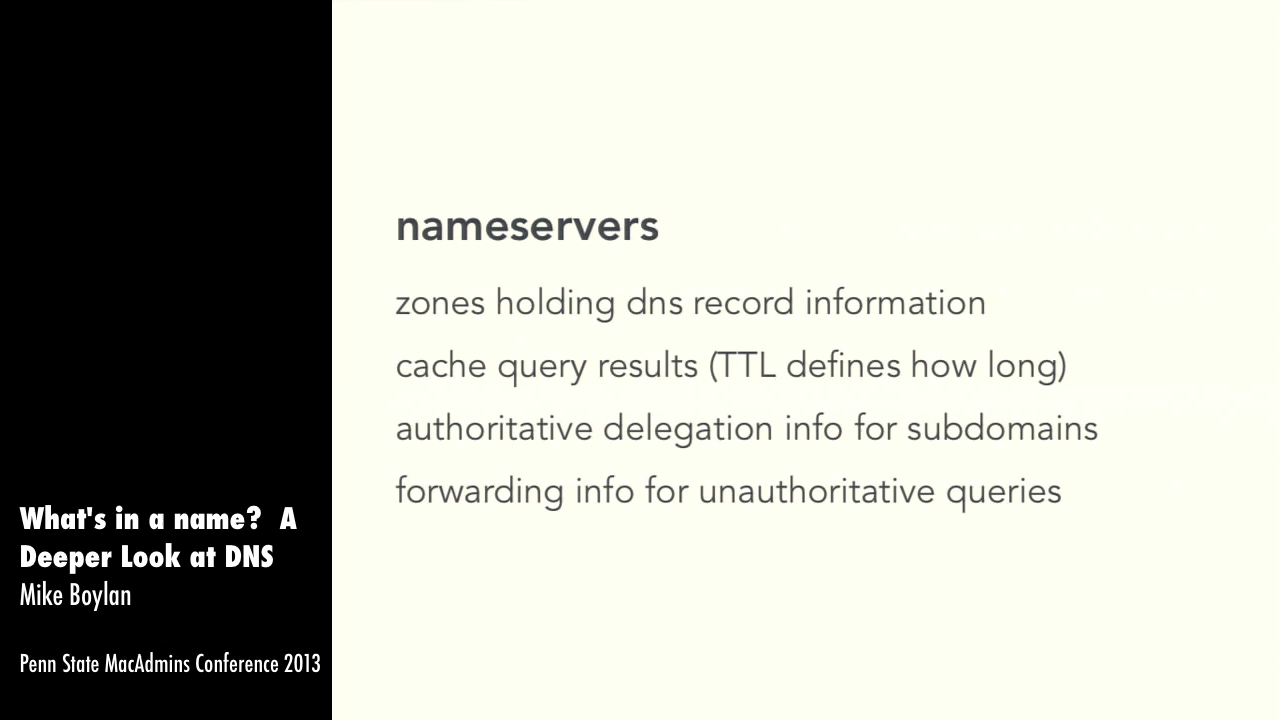 nameservers
zones holding dns record information
cache query results (TTL defines how long)
authoritative delegation info for subdomains
forwarding info for unauthoritative queries
What's in a name?  A
Deeper Look at DNS
Mike Boylan
Penn State MacAdmins Conference 2013